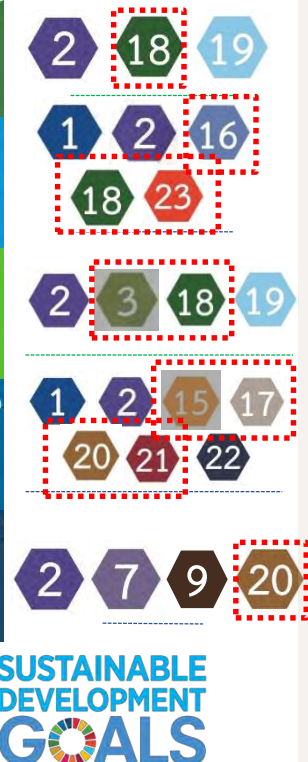 2 18 19
1 2 16
18 23
2 3 18 19
1 2 15 17
20 21 22
2 7 9 20
SUSTAINABLE
DEVELOPMENT
GOALS